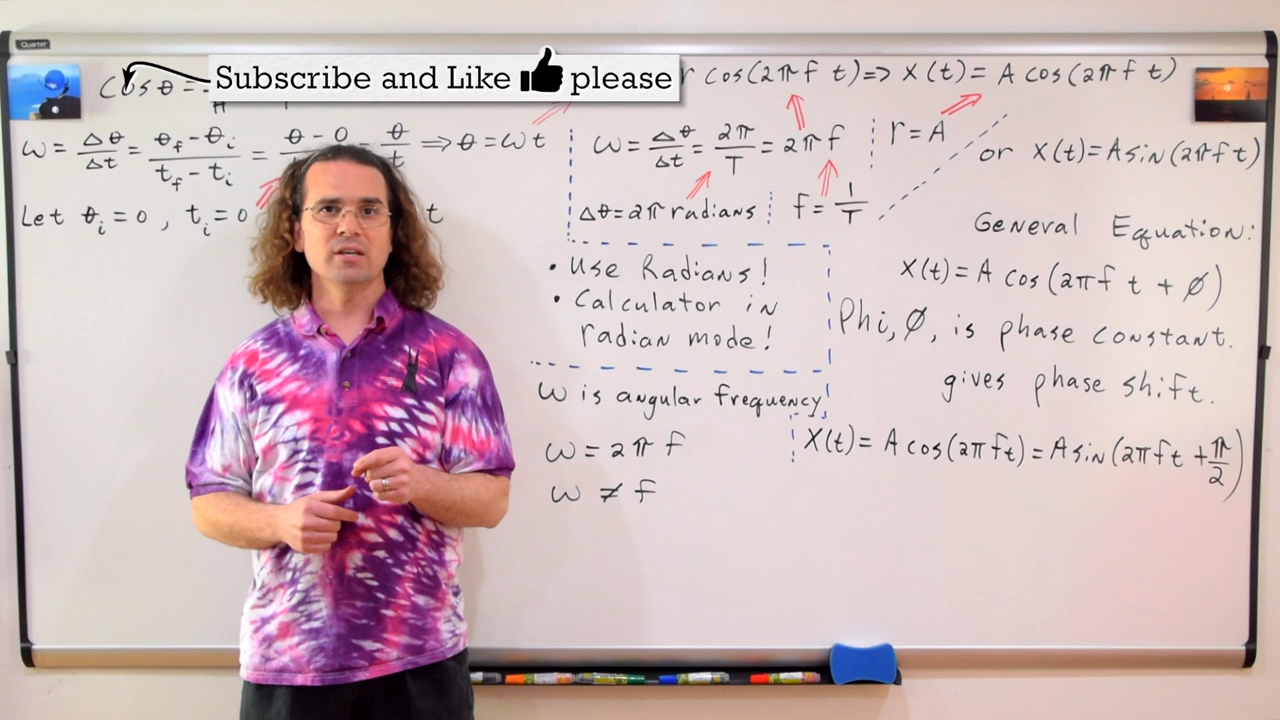 Quartet
Subscribe and Like please
Cos θ =
r cos(2πf t) ⇒ X(t) = A cos(2πf t)
ω = Δθ/Δt = (θf - θi)/(tf - ti) = θ - 0 = θ/t ⇒ θ = ωt
ω = Δθ/Δt = 2π/T = 2πf
r = A
or X(t) = A sin(2πf t)
Let θi = 0, ti = 0
t
Δθ = 2π radians
f = 1/T
General Equation:
X(t) = A cos(2πf t + ø)
• Use Radians!
• Calculator in
radian mode!
Phi, ø, is phase constant.
gives phase shift.
ω is angular frequency
ω = 2π f
ω ≠ f
X(t) = A cos(2πft) = A sin(2πft + π/2)